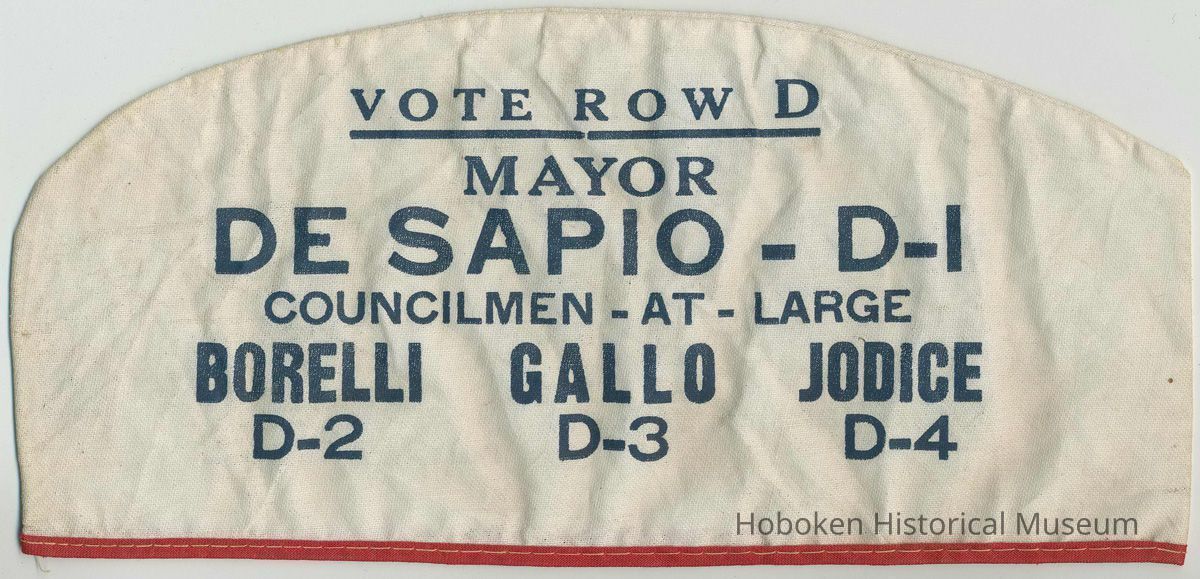 VOTE ROW D
MAYOR
DE SAPIO - D-1
COUNCILMEN - AT - LARGE
BORELLI GALLO JODICE
D-2 D-3 D-4
Hoboken Historical Museum